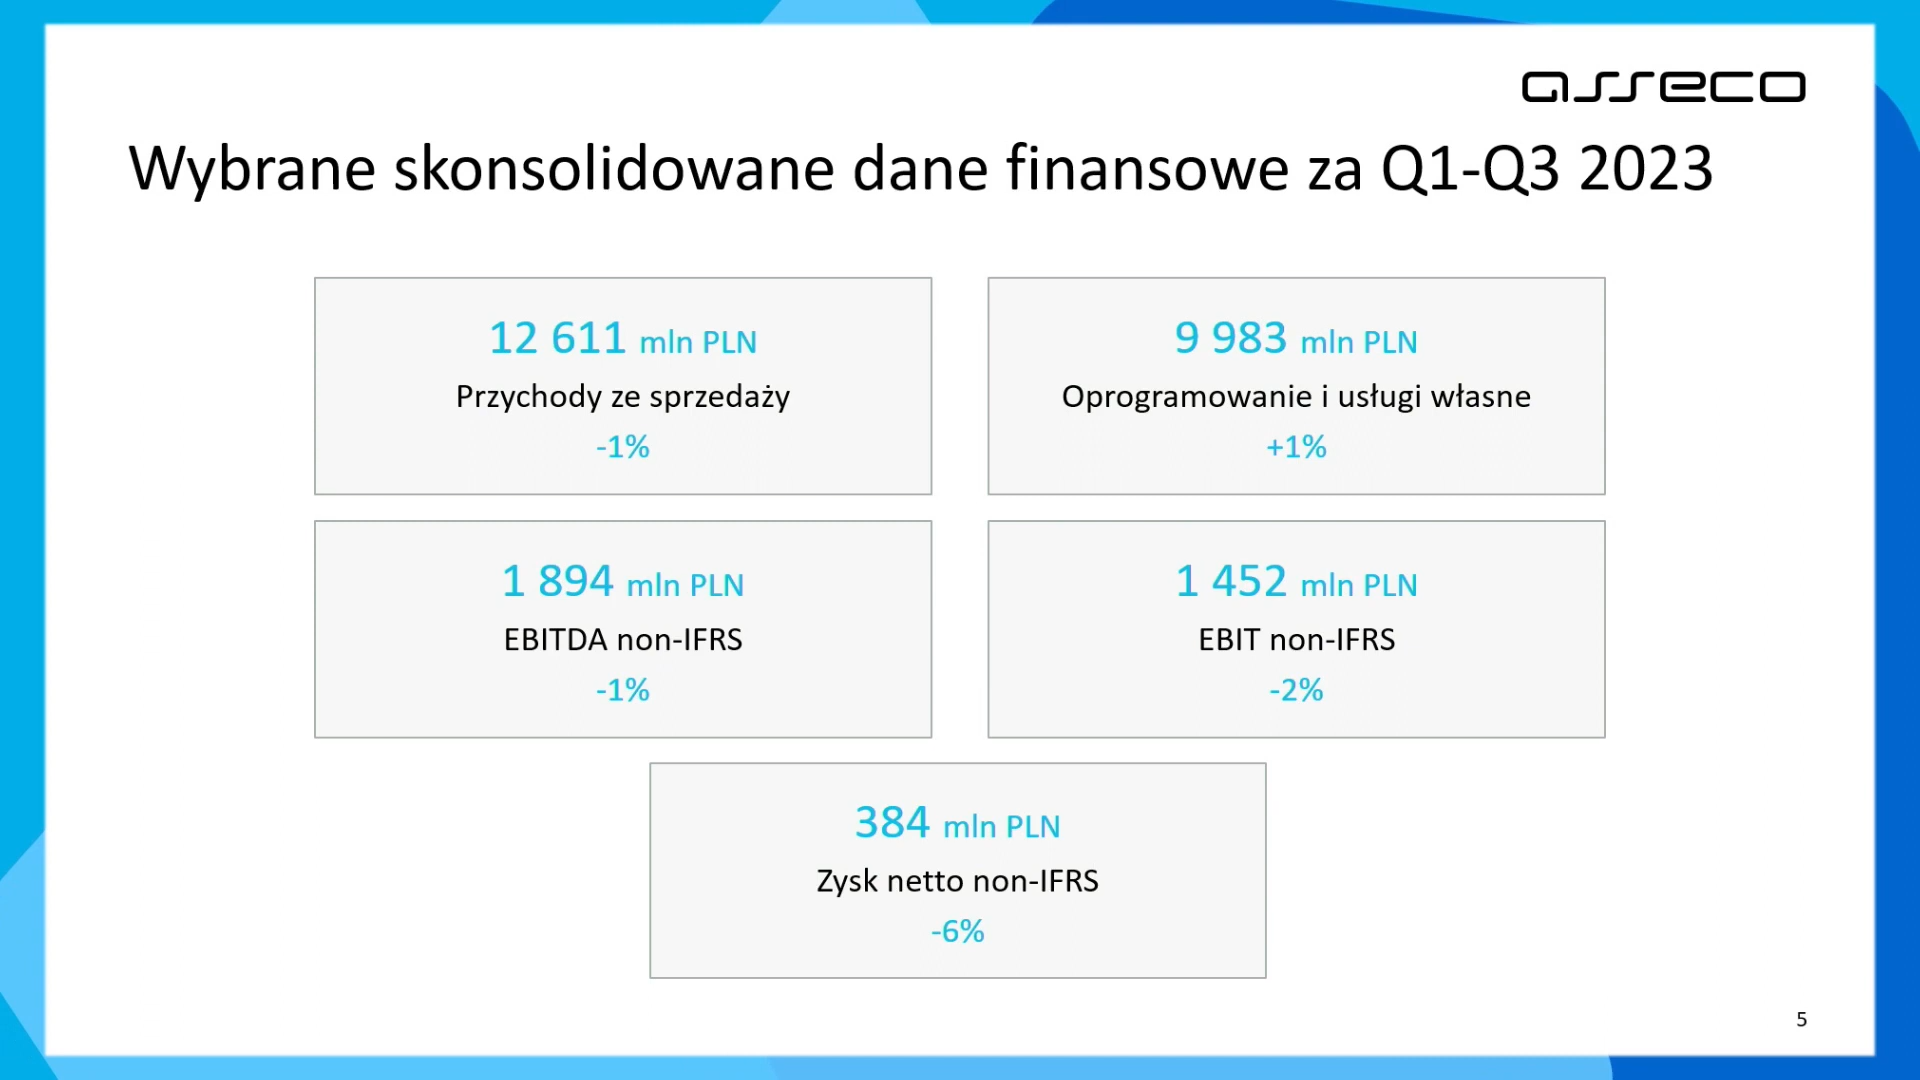 asseco
Wybrane skonsolidowane dane finansowe za Q1-Q3 2023
12 611 mln PLN
Przychody ze sprzedaży
-1%
9 983 mln PLN
Oprogramowanie i usługi własne
+1%
1 894 mln PLN
EBITDA non-IFRS
-1%
1 452 mln PLN
EBIT non-IFRS
-2%
384 mln PLN
Zysk netto non-IFRS
-6%
5